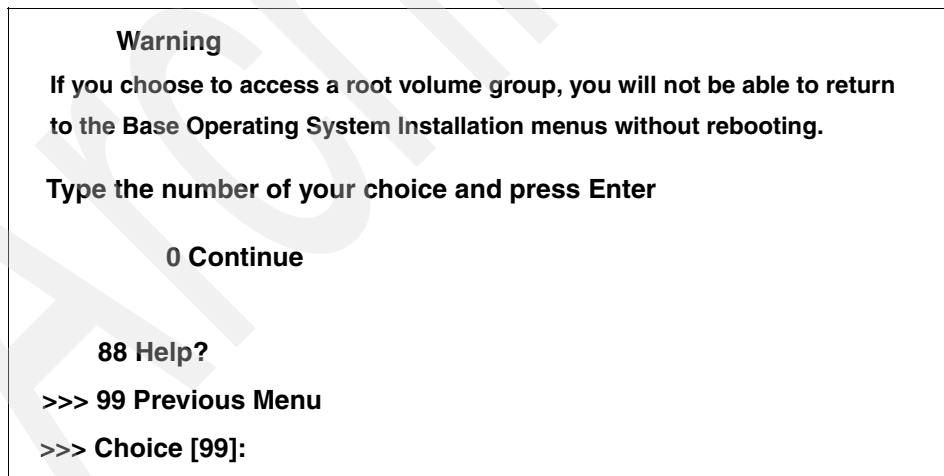 Warning
If you choose to access a root volume group, you will not be able to return
to the Base Operating System Installation menus without rebooting.
Type the number of your choice and press Enter
0 Continue
88 Help?
>>> 99 Previous Menu
>>> Choice [99]: